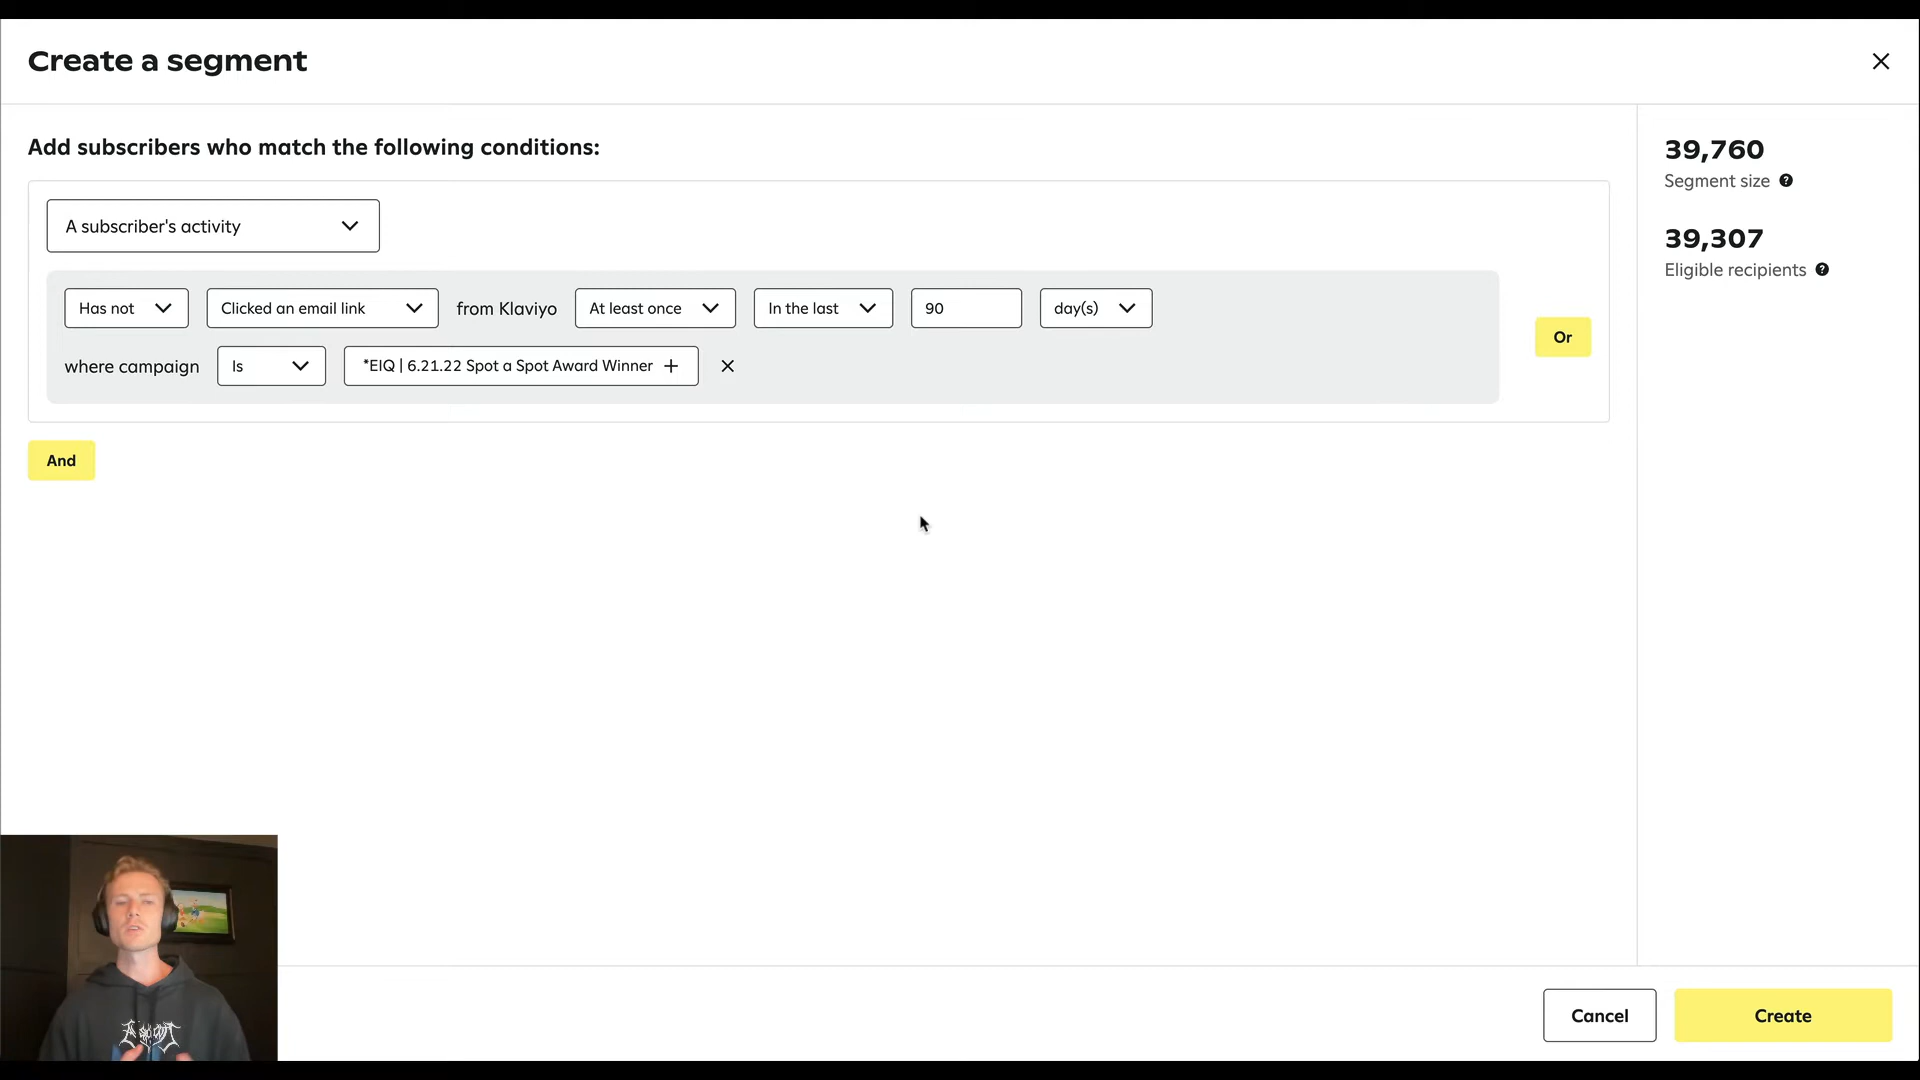 Create a segment
Add subscribers who match the following conditions:
39,760
Segment size ?
A subscriber's activity
39,307
Eligible recipients ?
Has not Clicked an email link from Klaviyo At least once In the last 90 day(s)
Or
where campaign Is *EIQ | 6.21.22 Spot a Spot Award Winner
And
Cancel Create